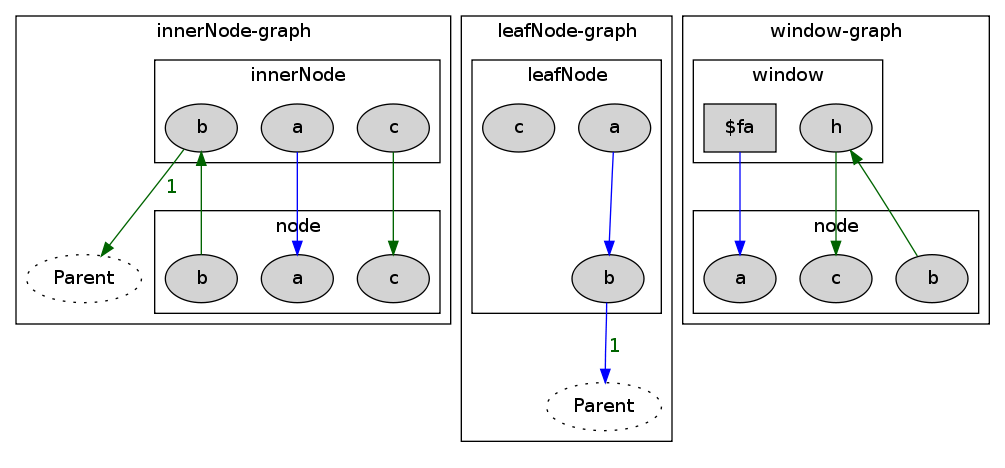 innerNode-graph
innerNode
b
a
c
1
node
Parent
b
a
c
leafNode-graph
leafNode
c
a
b
1
Parent
window-graph
window
$fa
h
node
a
c
b